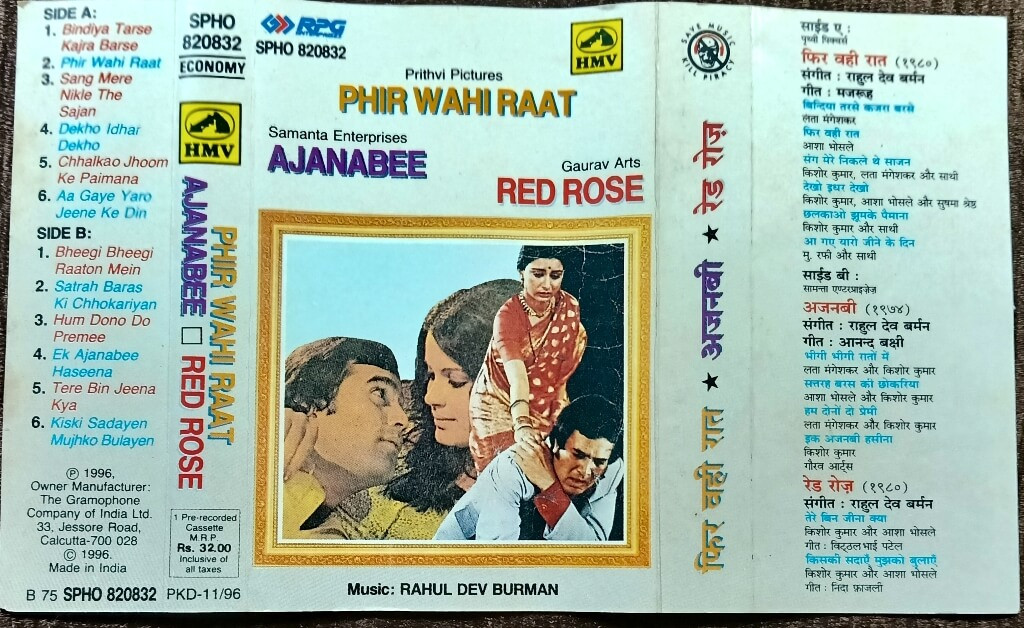 SIDE A:
1. Bindiya Tarse
Kajra Barse
2. Phir Wahi Raat
3. Sang Mere
Nikle The
Sajan
4. Dekho Idhar
Dekho
5. Chhalkao Jhoom
Ke Paimana
6. Aa Gaye Yaro
Jeene Ke Din
SIDE B:
1. Bheegi Bheegi
Raaton Mein
2. Satrah Baras
Ki Chhokariyan
3. Hum Dono Do
Premee
4. Ek Ajanabee
Haseena
5. Tere Bin Jeena
Kya
6. Kiski Sadayen
Mujhko Bulayen
Ⓟ 1996,
Owner Manufacturer:
The Gramophone
Company of India Ltd.
33, Jessore Road,
Calcutta-700 028
© 1996.
Made in India
B 75 SPHO 820832 PKD-11/96
SPHO
820832
ECONOMY
HMV
PHIR WAHI RAAT
AJANABEE □ RED ROSE
1 Pre-recorded
Cassette
M.R.P.
Rs. 32.00
Inclusive of
all taxes
RPG
SPHO 820832
HMV
Prithvi Pictures
PHIR WAHI RAAT
Samanta Enterprises
AJANABEE
Gaurav Arts
RED ROSE
Music: RAHUL DEV BURMAN
SAVE MUSIC
KILL PIRACY
फिर वही रात ★ अजनबी ★ रेड रोज़
साईड ए :
पृथ्वी पिक्चर्स
फिर वही रात (१९८०)
संगीत : राहुल देव बर्मन
गीत : मजरूह
बिन्दिया तरसे कजरा बरसे
लता मंगेशकर
फिर वही रात
आशा भोसले
संग मेरे निकले थे साजन
किशोर कुमार, लता मंगेशकर और साथी
देखो इधर देखो
किशोर कुमार, आशा भोसले और सुषमा श्रेष्ठ
छलकाओ झुमके पैमाना
किशोर कुमार और साथी
आ गए यारो जीने के दिन
मु. रफी और साथी
साईड बी :
सामन्ता एण्टरप्राइज़ेज़
अजनबी (१९७४)
संगीत : राहुल देव बर्मन
गीत : आनन्द बक्षी
भीगी भीगी रातों में
लता मंगेशकर और किशोर कुमार
सत्तरह बरस की छोकरिया
आशा भोसले और किशोर कुमार
हम दोनों दो प्रेमी
लता मंगेशकर और किशोर कुमार
इक अजनबी हसीना
किशोर कुमार
गौरव आर्ट्स
रेड रोज़ (१९८०)
संगीत : राहुल देव बर्मन
तेरे बिन जीना क्या
किशोर कुमार और आशा भोसले
गीत : विट्ठलभाई पटेल
किसकी सदाएँ मुझको बुलाएँ
किशोर कुमार और आशा भोसले
गीत : निदा फ़ाजली